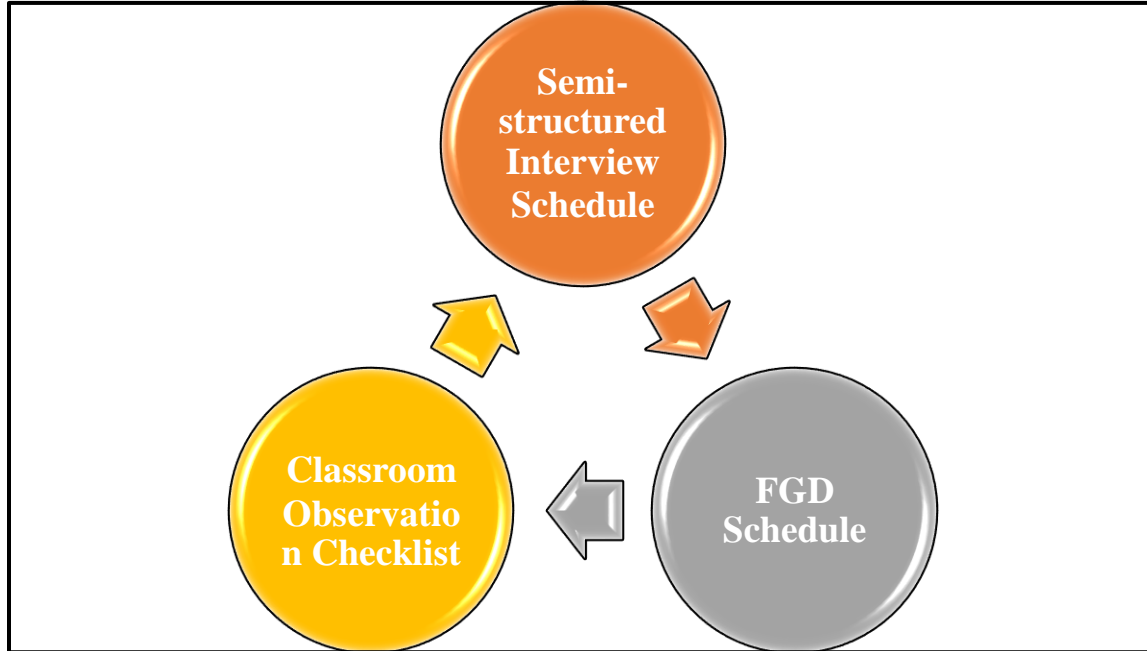 Semi-
structured
Interview
Schedule
FGD
Schedule
Classroom
Observatio
n Checklist